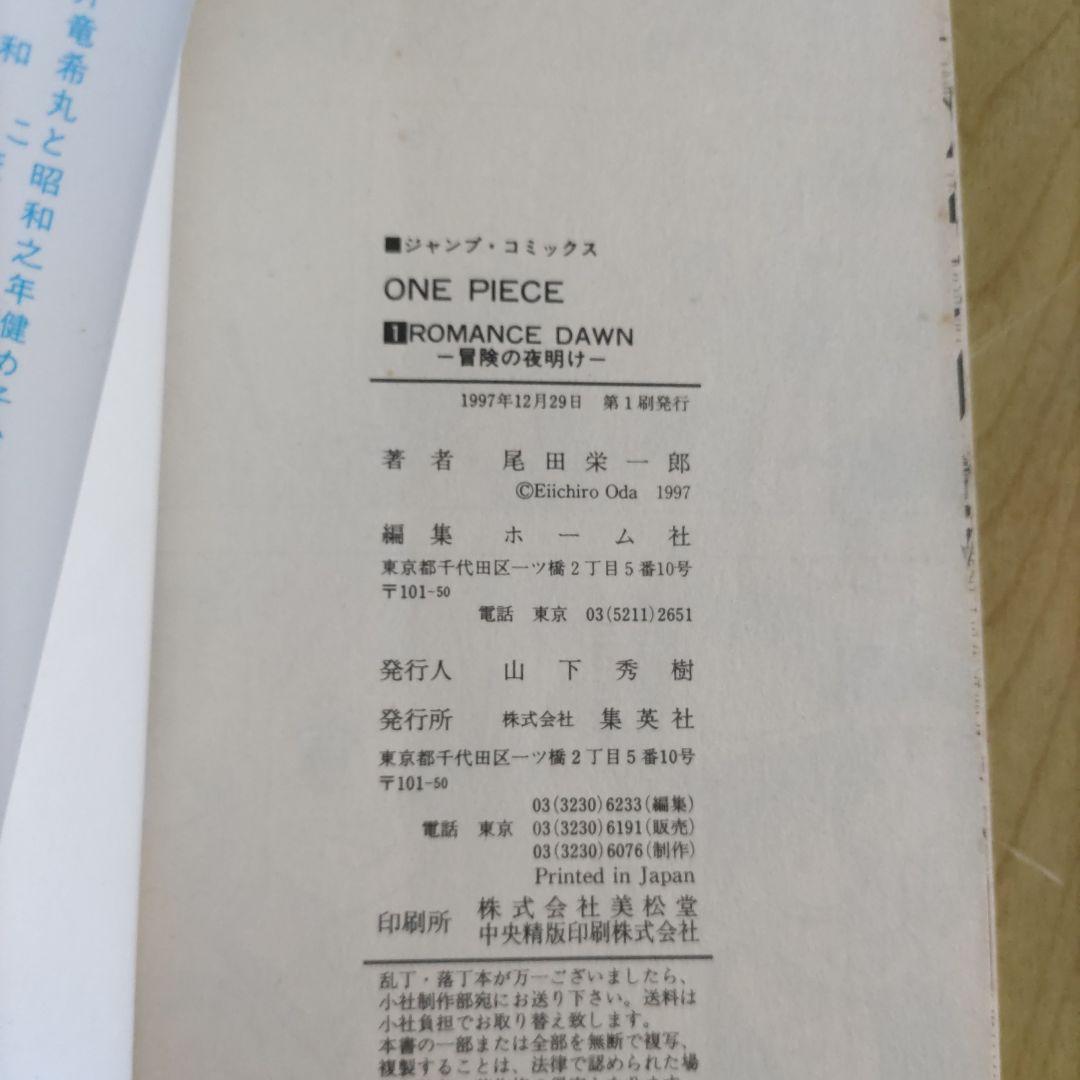 ■ジャンプ・コミックス
ONE PIECE
1 ROMANCE DAWN
―冒険の夜明け―
1997年12月29日 第1刷発行
著者 尾田栄一郎
©Eiichiro Oda 1997
編集 ホーム社
東京都千代田区一ツ橋2丁目5番10号
〒101-50
電話 東京 03(5211)2651
発行人 山下秀樹
発行所 株式会社 集英社
東京都千代田区一ツ橋2丁目5番10号
〒101-50
03(3230)6233(編集)
電話 東京 03(3230)6191(販売)
03(3230)6076(制作)
Printed in Japan
印刷所 株式会社美松堂
中央精版印刷株式会社
乱丁・落丁本が万一ございましたら、
小社制作部宛にお送り下さい。送料は
小社負担でお取り替え致します。
本書の一部または全部を無断で複写、
複製することは、法律で認められた場
竜希丸と昭和之年健め子
和こ